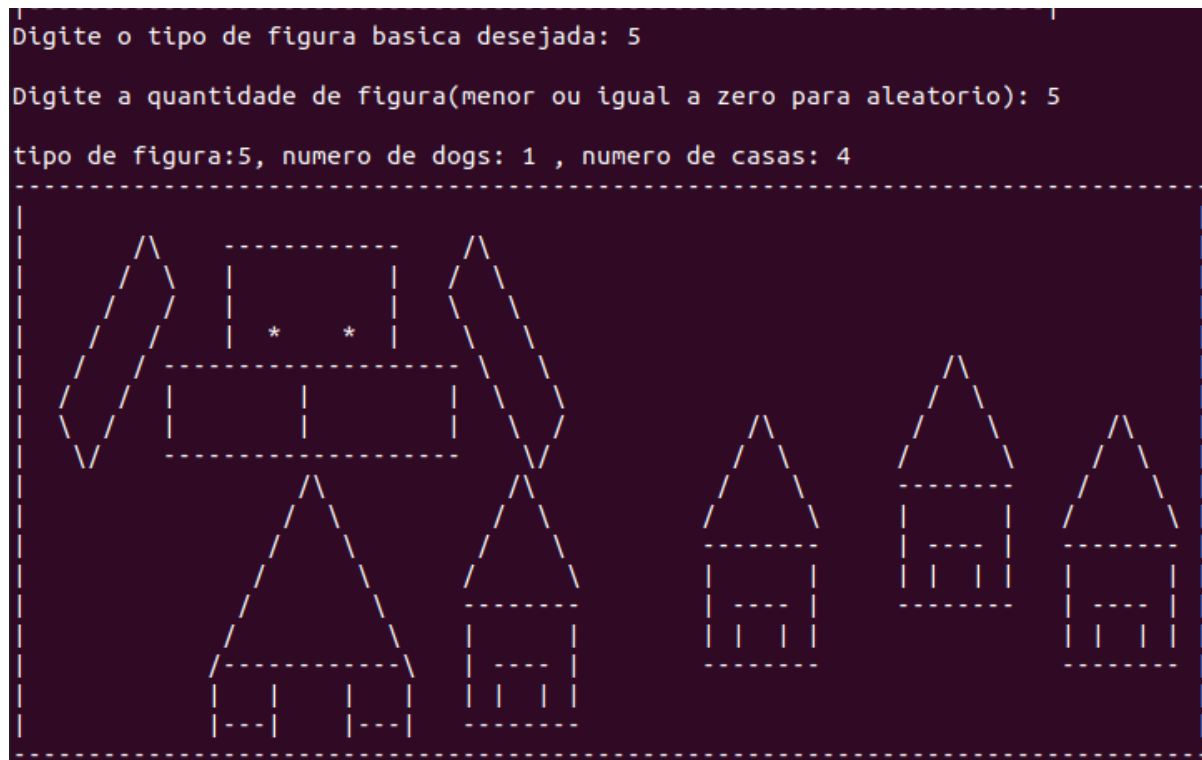 Digite o tipo de figura basica desejada: 5
Digite a quantidade de figura(menor ou igual a zero para aleatorio): 5
tipo de figura:5, numero de dogs: 1 , numero de casas: 4